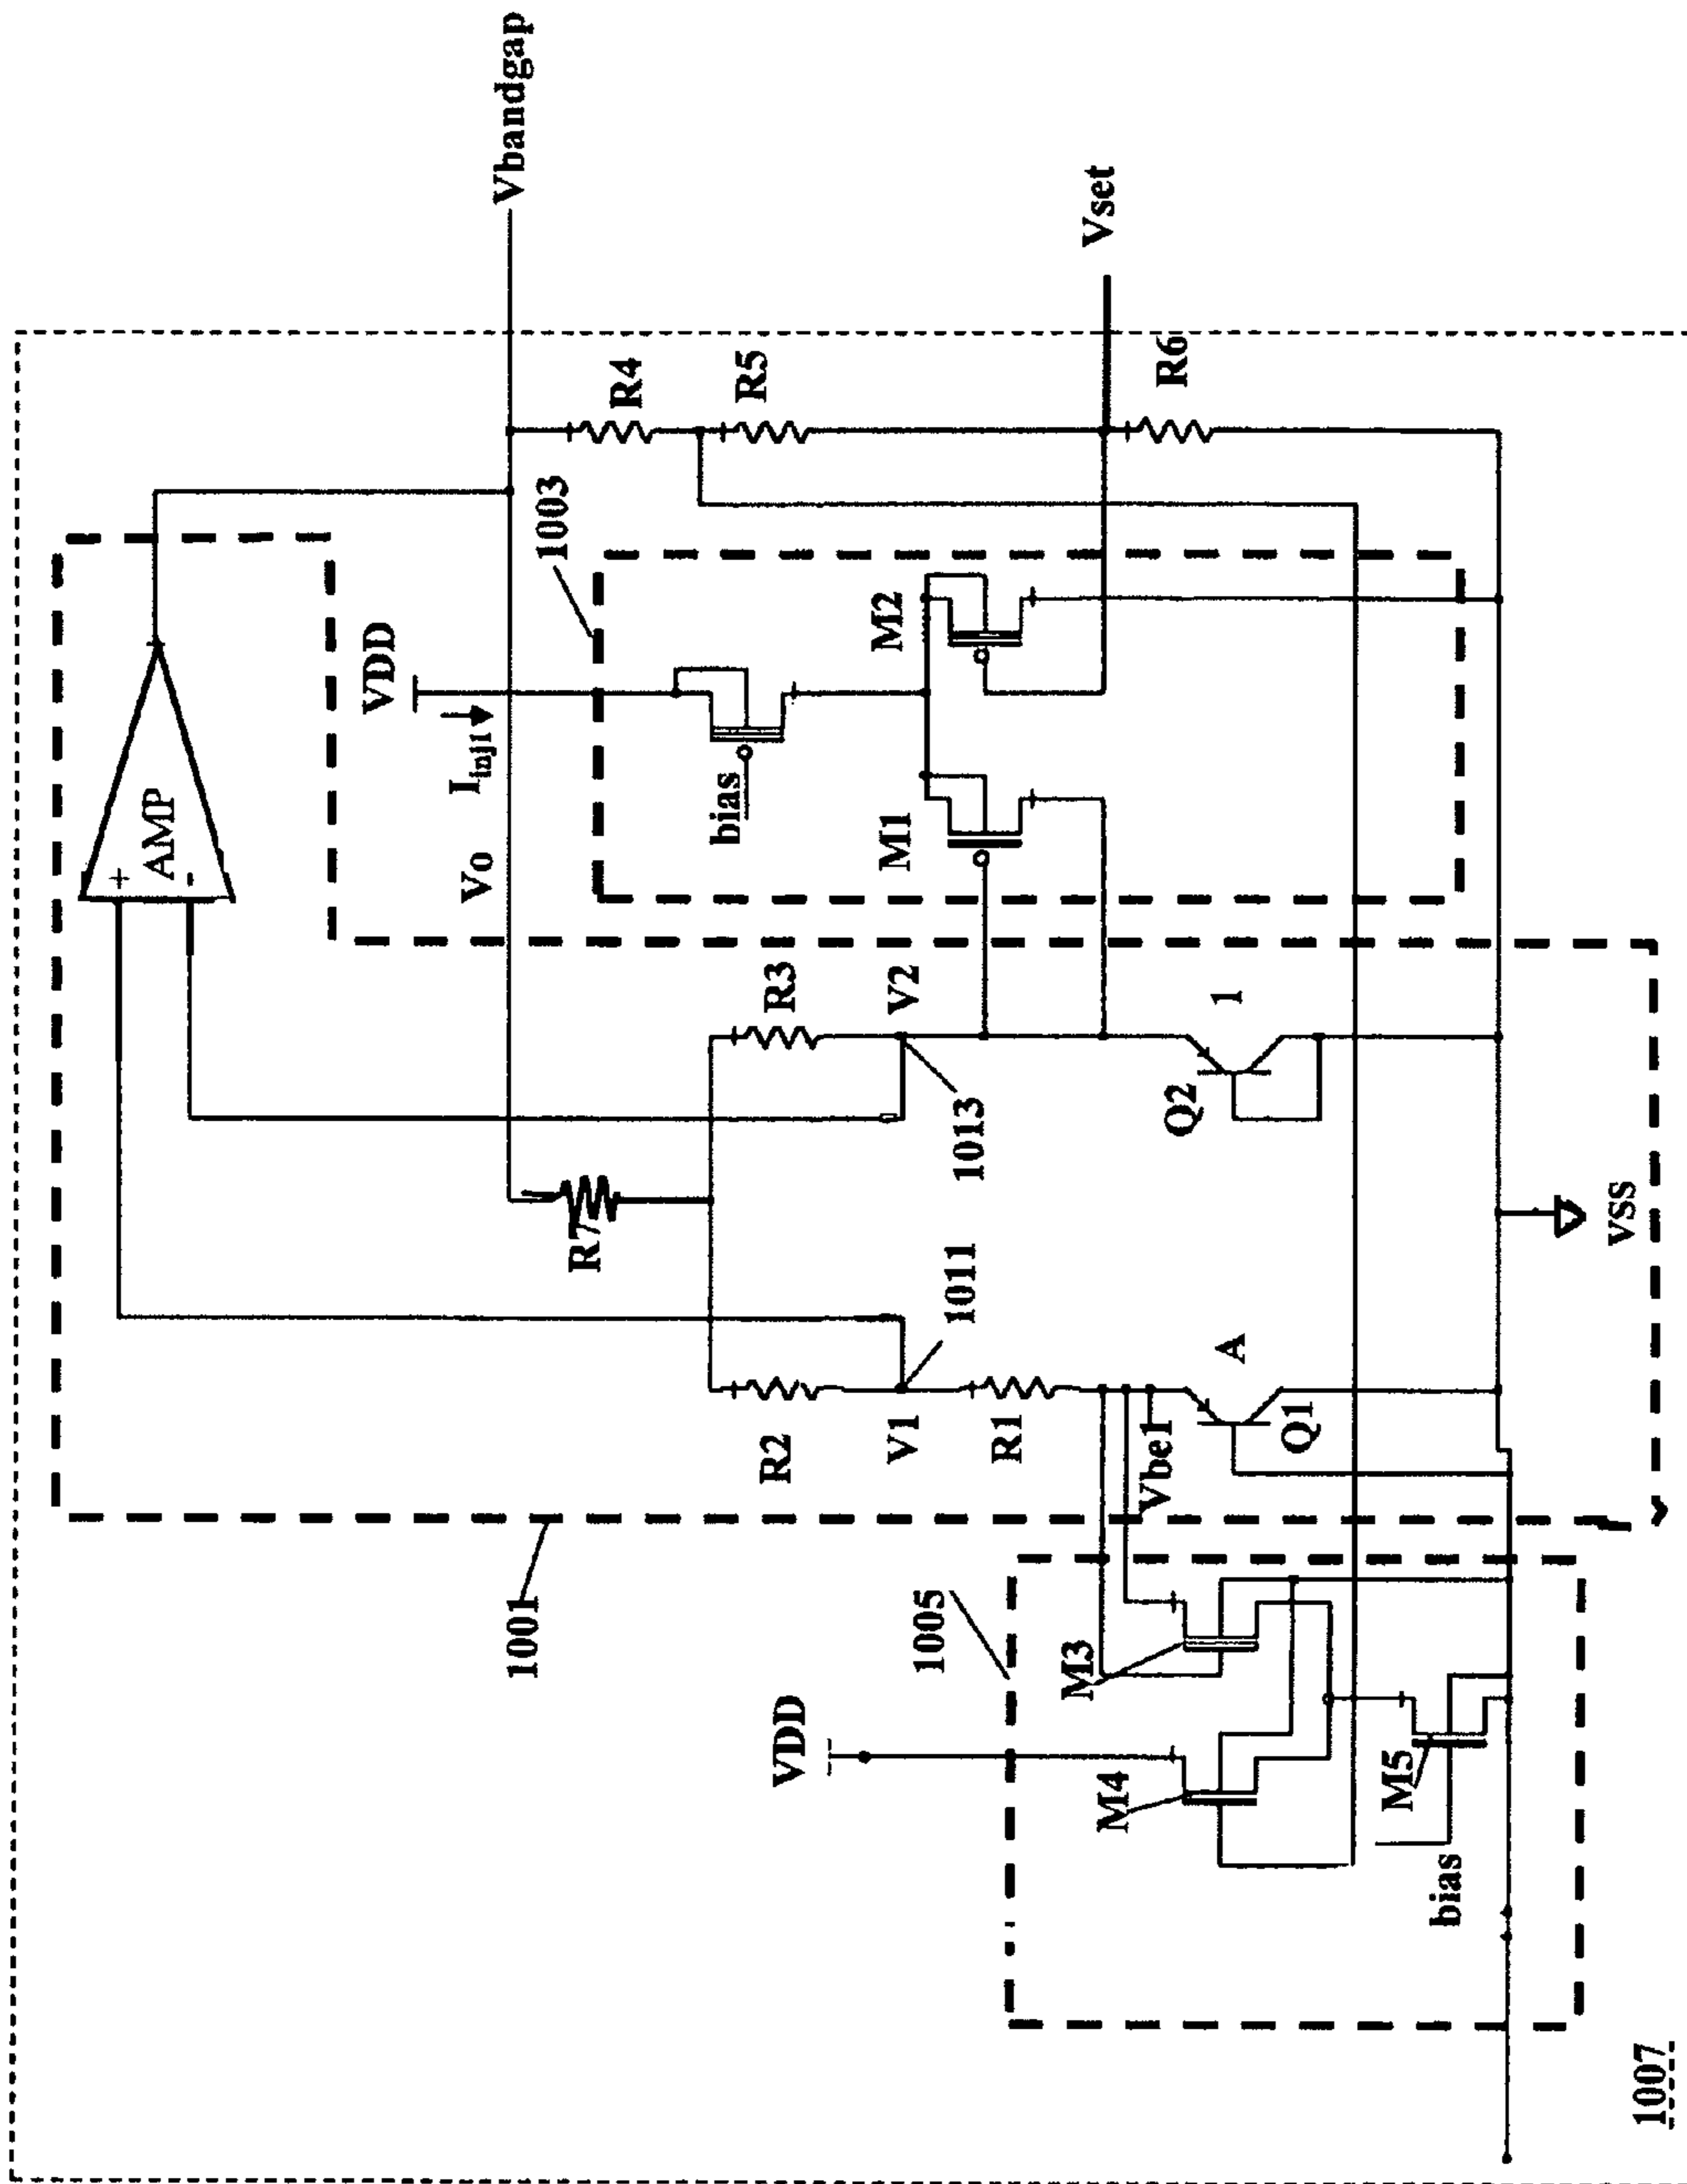 Vbandgap
+
AMP
-
VDD
Vo
Iinj1
1003
R4
R5
bias
M2
M1
Vset
R6
R7
R3
V2
1013
R2
V1
1011
R1
Vbe1
A
Q1
Q2
1
1001
1005
VDD
M3
M4
M5
bias
VSS
1007